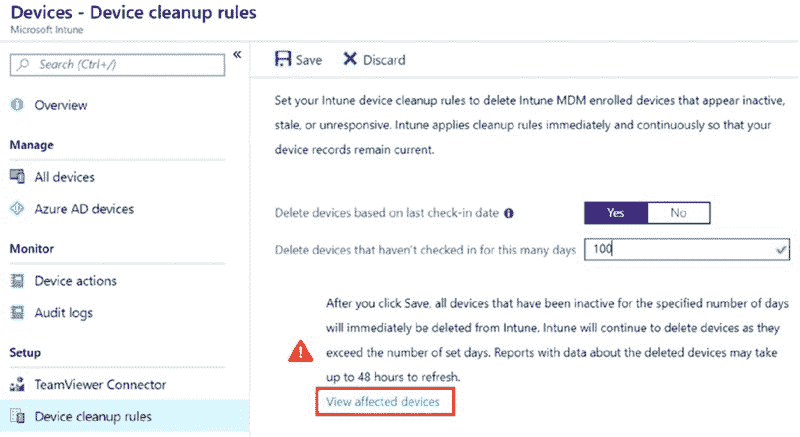 Devices - Device cleanup rules
Microsoft Intune
Search (Ctrl+/)
«
Save
Discard
Overview
Manage
All devices
Azure AD devices
Monitor
Device actions
Audit logs
Setup
TeamViewer Connector
Device cleanup rules
Set your Intune device cleanup rules to delete Intune MDM enrolled devices that appear inactive,
stale, or unresponsive. Intune applies cleanup rules immediately and continuously so that your
device records remain current.
Delete devices based on last check-in date
Yes
No
Delete devices that haven't checked in for this many days
100
After you click Save, all devices that have been inactive for the specified number of days
will immediately be deleted from Intune. Intune will continue to delete devices as they
exceed the number of set days. Reports with data about the deleted devices may take
up to 48 hours to refresh.
View affected devices